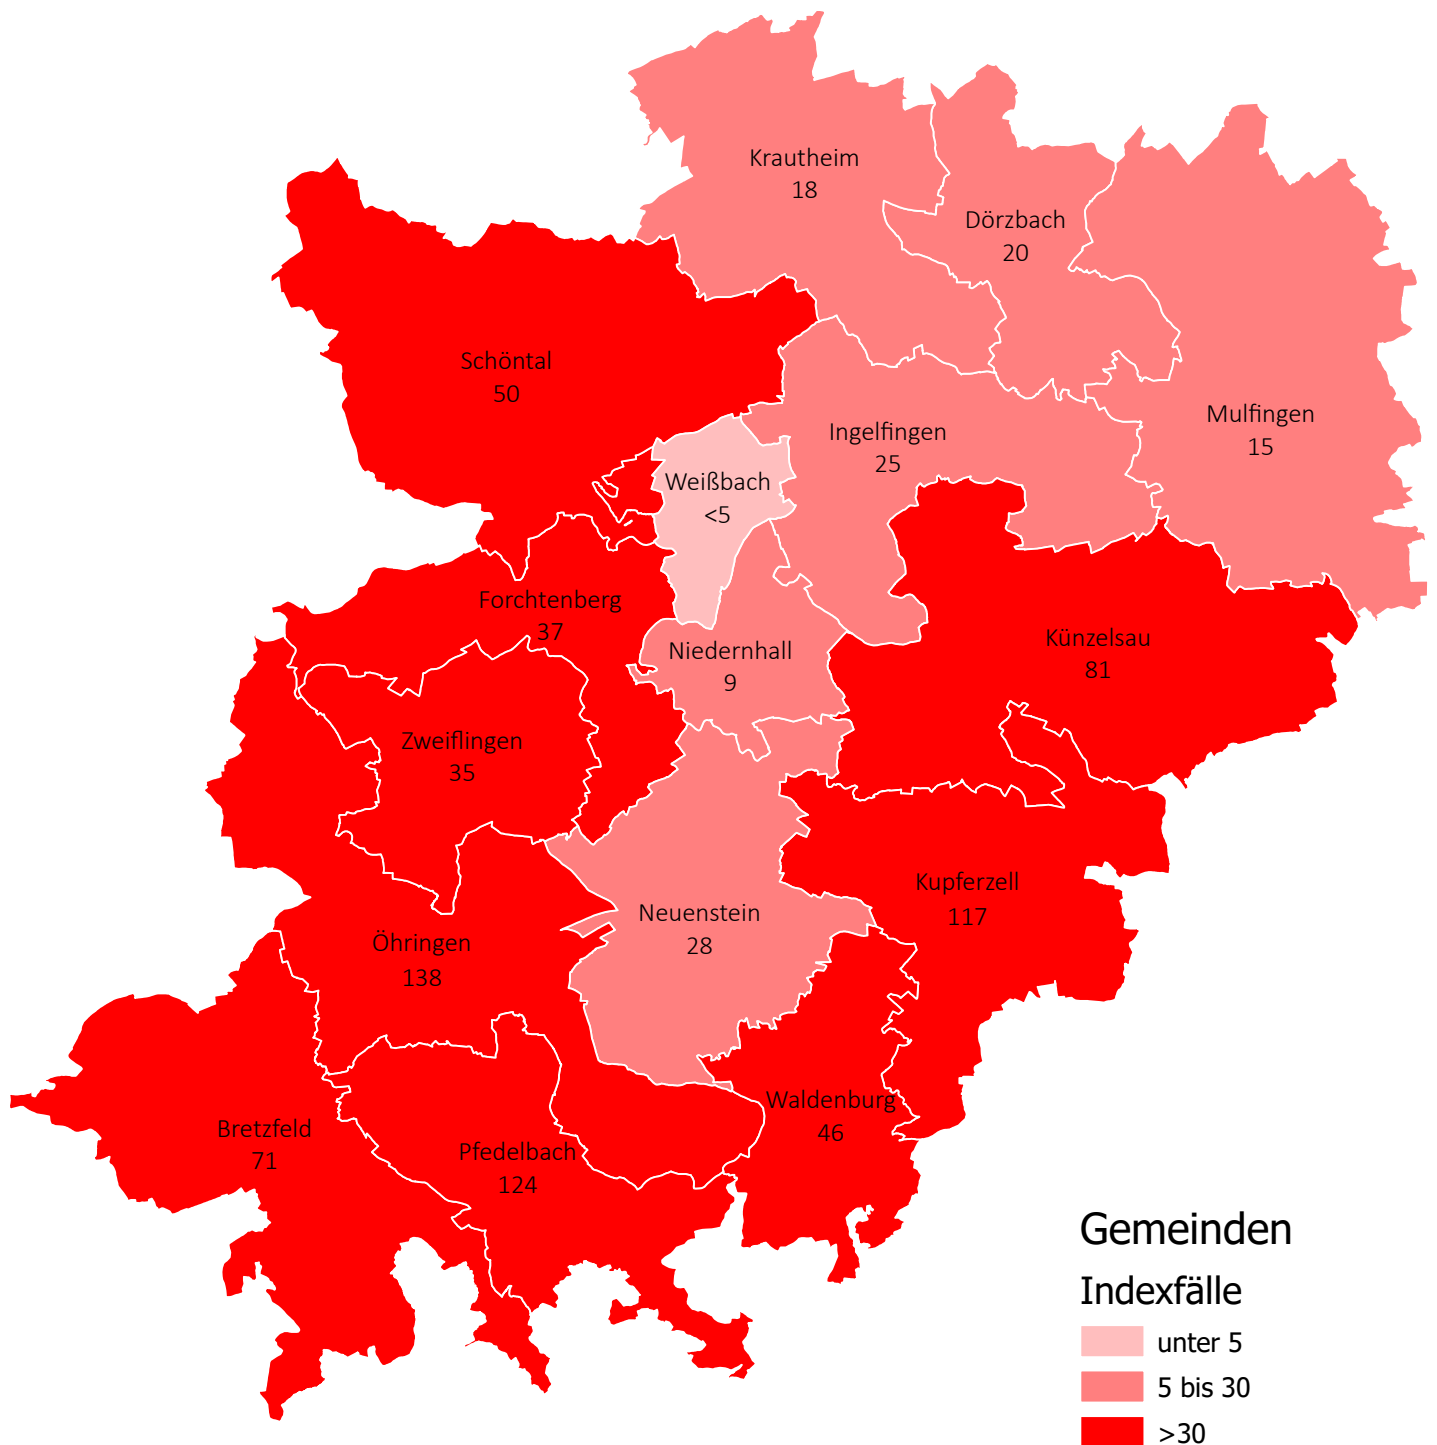 Krautheim
18
Dörzbach
20
Schöntal
50
Mulfingen
15
Ingelfingen
25
Weißbach
<5
Forchtenberg
37
Künzelsau
81
Niedernhall
9
Zweiflingen
35
Kupferzell
117
Neuenstein
28
Öhringen
138
Waldenburg
46
Bretzfeld
71
Pfedelbach
124
Gemeinden
Indexfälle
unter 5
5 bis 30
>30